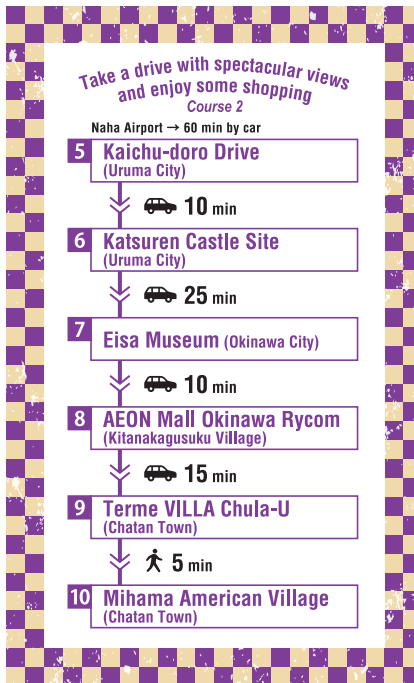 Take a drive with spectacular views
and enjoy some shopping
Course 2
Naha Airport → 60 min by car
5 Kaichu-doro Drive
(Uruma City)
10 min
6 Katsuren Castle Site
(Uruma City)
25 min
7 Eisa Museum (Okinawa City)
10 min
8 AEON Mall Okinawa Rycom
(Kitanakagusuku Village)
15 min
9 Terme VILLA Chula-U
(Chatan Town)
5 min
10 Mihama American Village
(Chatan Town)